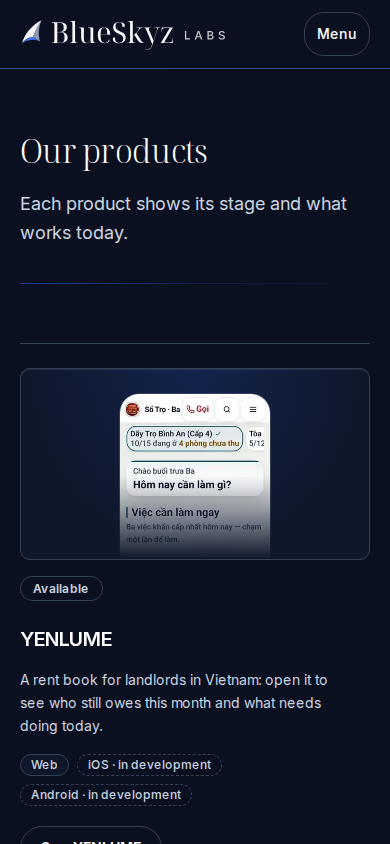 BlueSkyz LABS
Menu
Our products
Each product shows its stage and what
works today.
Sổ Trọ · Ba
Gọi
Dãy Trọ Bình An (Cấp 4) ✓
10/15 đang ở 4 phòng chưa thu
Tòa
5/12
Chào buổi trưa Ba
Hôm nay cần làm gì?
Việc cần làm ngay
Ba việc khẩn cấp nhất hôm nay — chạm
một lần để làm.
Available
YENLUME
A rent book for landlords in Vietnam: open it to
see who still owes this month and what needs
doing today.
Web
iOS · in development
Android · in development